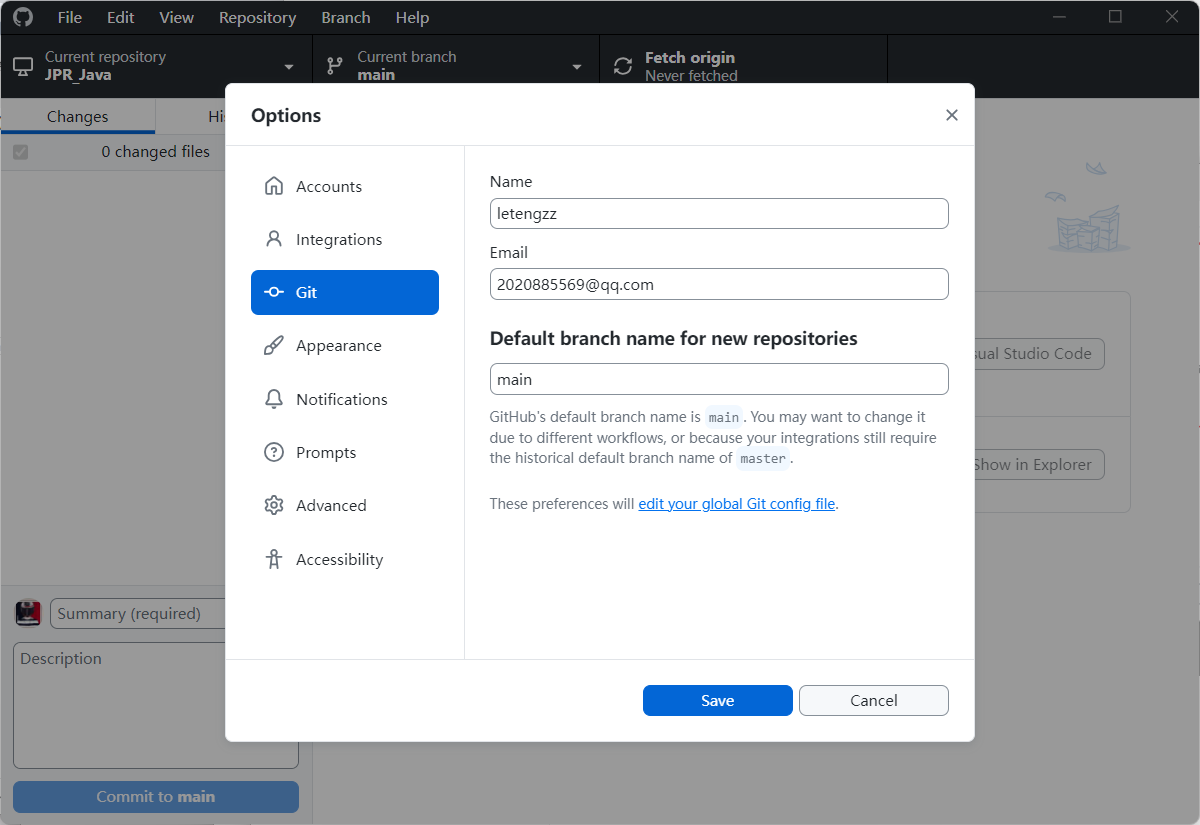 File Edit View Repository Branch Help
Current repository
JPR_Java
Current branch
main
Fetch origin
Never fetched
Changes
His
0 changed files
Options
Accounts
Integrations
Git
Appearance
Notifications
Prompts
Advanced
Accessibility
Name
letengzz
Email
2020885569@qq.com
Default branch name for new repositories
main
GitHub's default branch name is main. You may want to change it
due to different workflows, or because your integrations still require
the historical default branch name of master.
These preferences will edit your global Git config file.
Save
Cancel
sual Studio Code
Show in Explorer
Summary (required)
Description
Commit to main